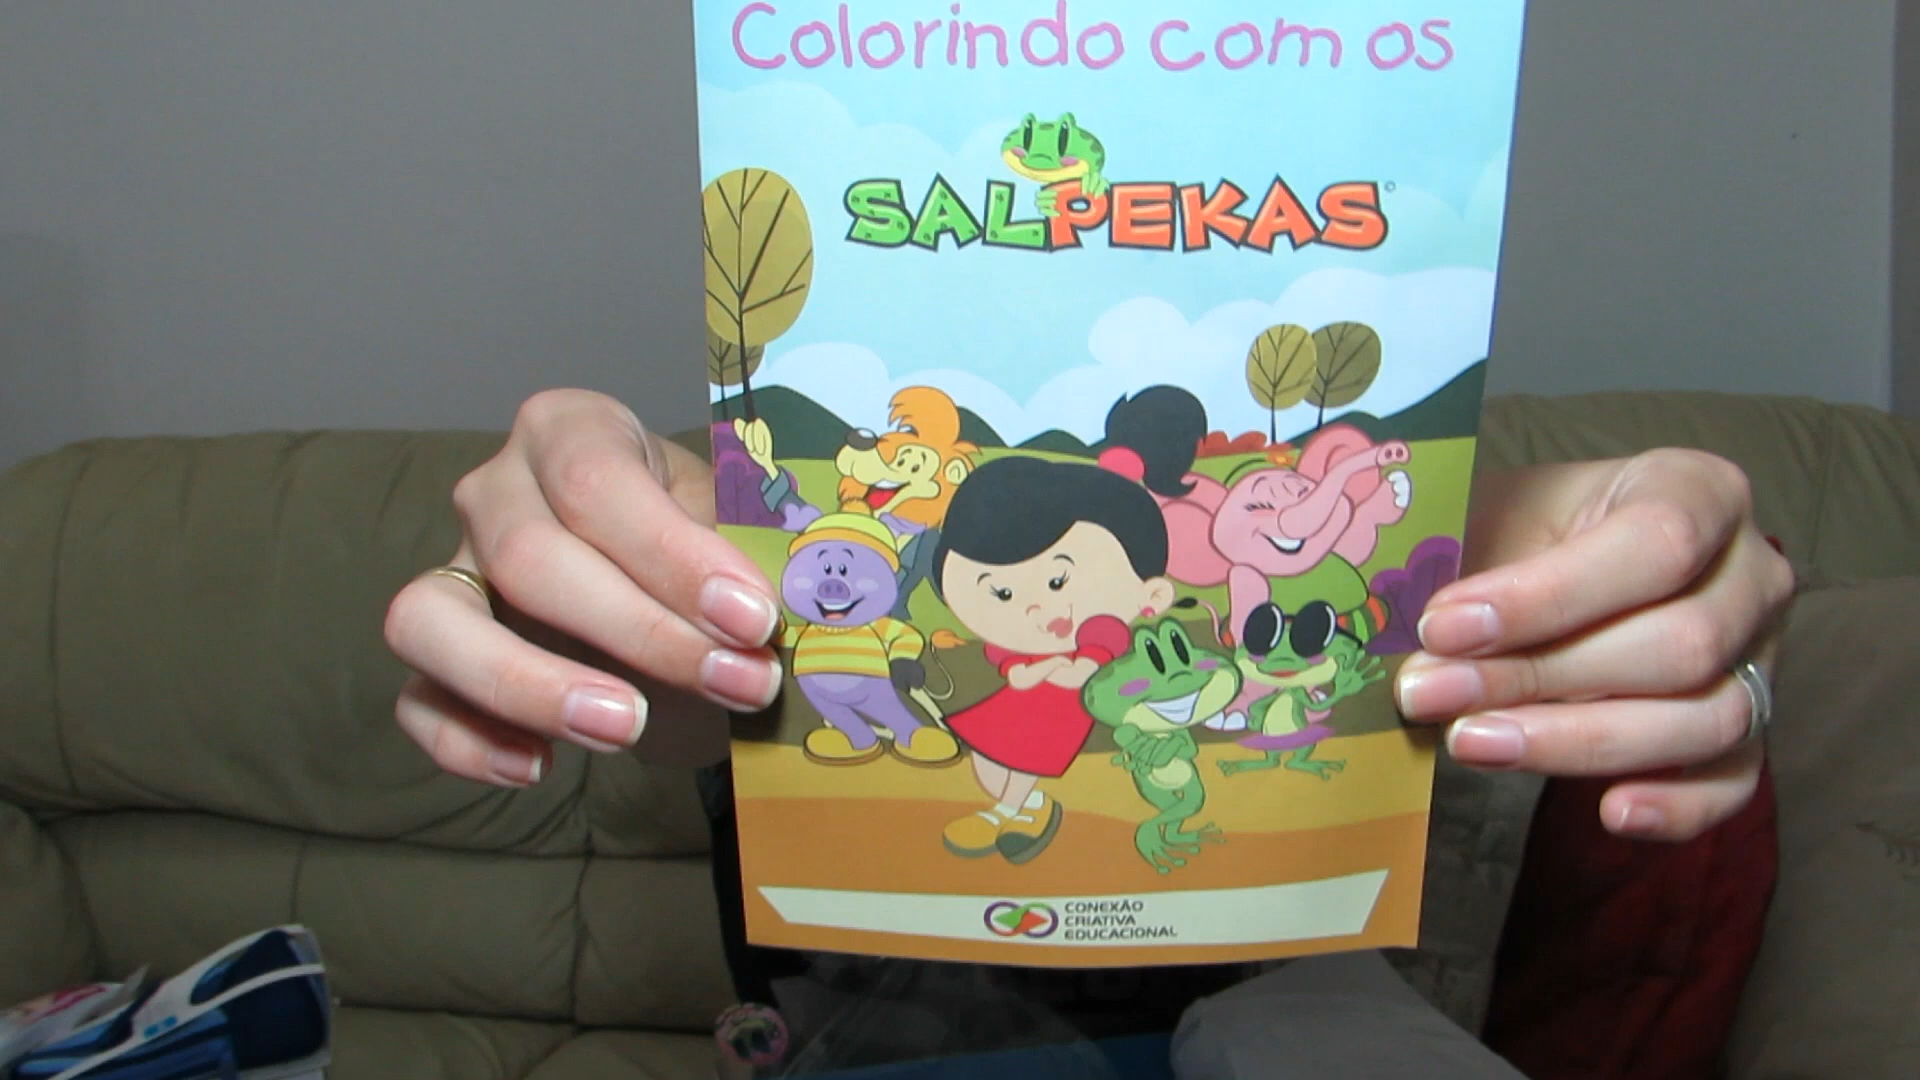 Colorindo com os
SALPEKAS©
CONEXÃO
CRIATIVA
EDUCACIONAL